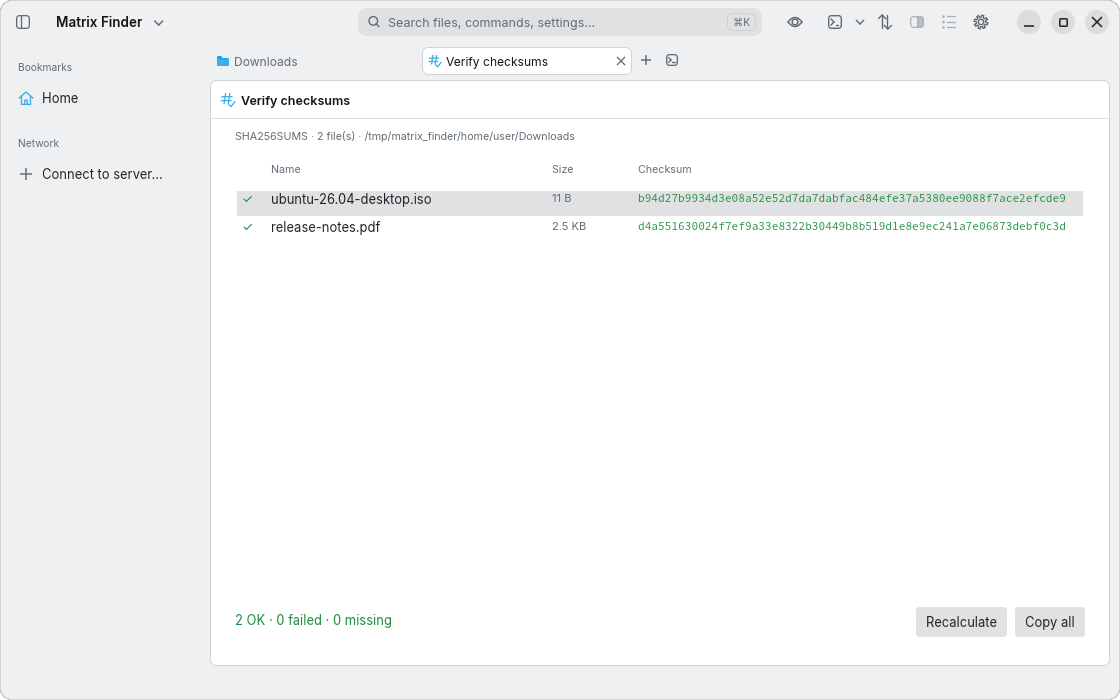 Matrix Finder
Search files, commands, settings...
⌘K
Bookmarks
Home
Network
Connect to server...
Downloads
Verify checksums
Verify checksums
SHA256SUMS · 2 file(s) · /tmp/matrix_finder/home/user/Downloads
Name Size Checksum
ubuntu-26.04-desktop.iso 11 B b94d27b9934d3e08a52e52d7da7dabfac484efe37a5380ee9088f7ace2efcde9
release-notes.pdf 2.5 KB d4a551630024f7ef9a33e8322b30449b8b519d1e8e9ec241a7e06873debf0c3d
2 OK · 0 failed · 0 missing
Recalculate Copy all